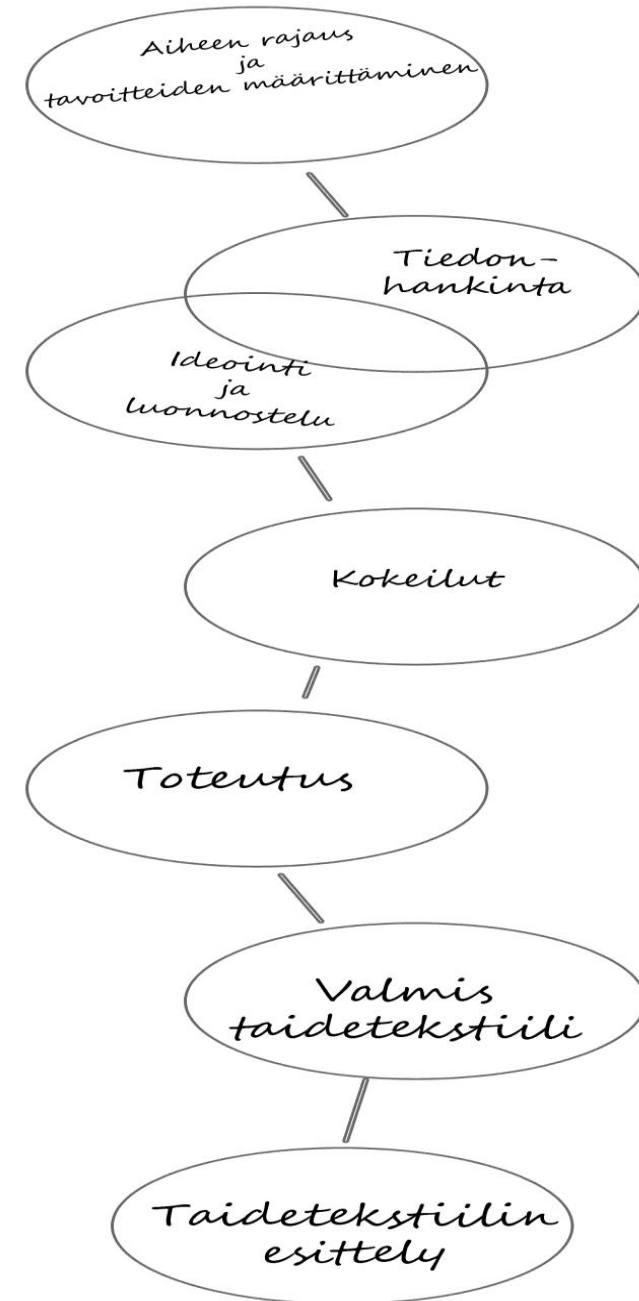 Aiheen rajaus
ja
tavoitteiden määrittäminen
Tiedon-
hankinta
Ideointi
ja
luonnostelu
Kokeilut
Toteutus
Valmis
taidetekstiili
Taidetekstiilin
esittely